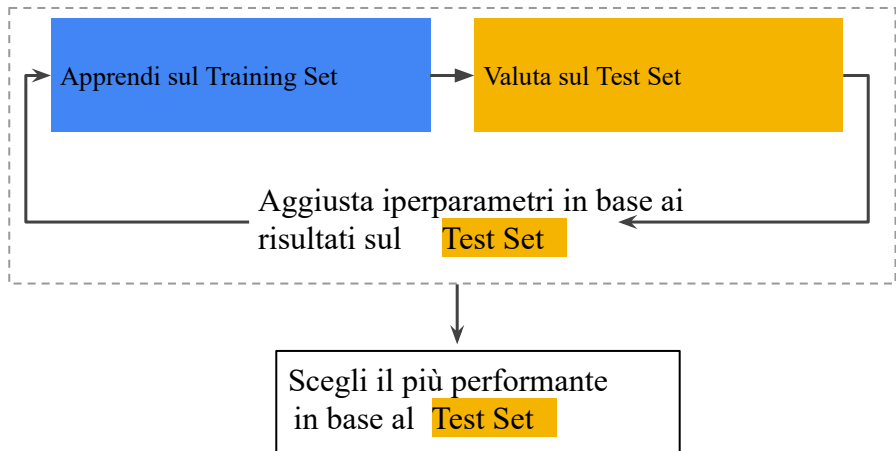 Apprendi sul Training Set
Valuta sul Test Set
Aggiusta iperparametri in base ai
risultati sul Test Set
Scegli il più performante
in base al Test Set